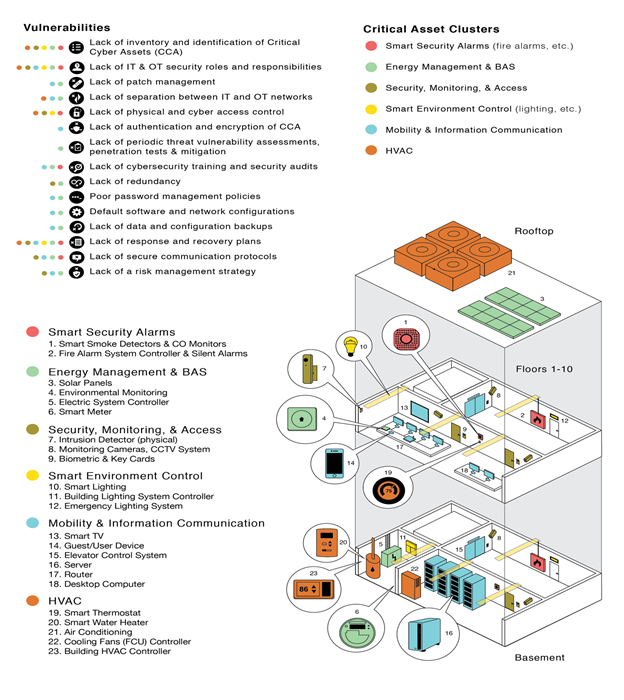 Vulnerabilities
Lack of inventory and identification of Critical
Cyber Assets (CCA)
Lack of IT & OT security roles and responsibilities
Lack of patch management
Lack of separation between IT and OT networks
Lack of physical and cyber access control
Lack of authentication and encryption of CCA
Lack of periodic threat vulnerability assessments,
penetration tests & mitigation
Lack of cybersecurity training and security audits
Lack of redundancy
Poor password management policies
Default software and network configurations
Lack of data and configuration backups
Lack of response and recovery plans
Lack of secure communication protocols
Lack of a risk management strategy
Critical Asset Clusters
Smart Security Alarms (fire alarms, etc.)
Energy Management & BAS
Security, Monitoring, & Access
Smart Environment Control (lighting, etc.)
Mobility & Information Communication
HVAC
Smart Security Alarms
1. Smart Smoke Detectors & CO Monitors
2. Fire Alarm System Controller & Silent Alarms
Energy Management & BAS
3. Solar Panels
4. Environmental Monitoring
5. Electric System Controller
6. Smart Meter
Security, Monitoring, & Access
7. Intrusion Detector (physical)
8. Monitoring Cameras, CCTV System
9. Biometric & Key Cards
Smart Environment Control
10. Smart Lighting
11. Building Lighting System Controller
12. Emergency Lighting System
Mobility & Information Communication
13. Smart TV
14. Guest/User Device
15. Elevator Control System
16. Server
17. Router
18. Desktop Computer
HVAC
19. Smart Thermostat
20. Smart Water Heater
21. Air Conditioning
22. Cooling Fans (FCU) Controller
23. Building HVAC Controller
Rooftop
21
3
Floors 1-10
1
10
7
8
2
12
13
9
4
17
14
19
18
9
Basement
20
5
11
15
8
23
22
86
6
16